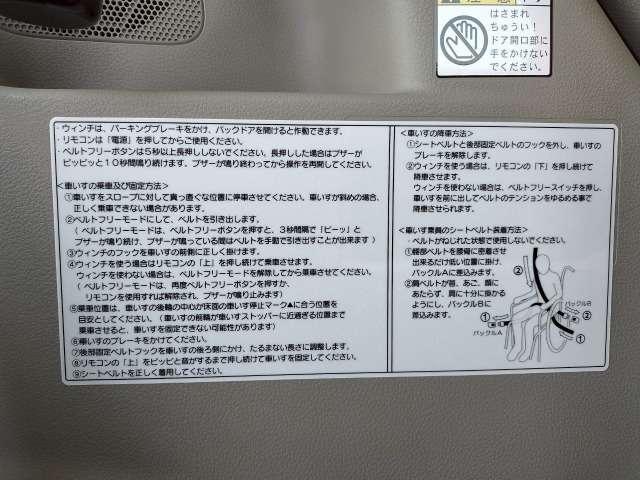 注意
ドア
はさまれ
ちゅうい！
ドア開口部に
手をかけない
でください。
・ウィンチは、パーキングブレーキをかけ、バックドアを開けると作動できます。
・リモコンは「電源」を押してからご使用ください。
・ベルトフリーボタンは5秒以上長押ししないでください。長押しした場合はブザーが
ピッピッと10秒間鳴り続けます。ブザーが鳴り終わってから操作を再開してください。
<車いすの乗車及び固定方法>
①車いすをスロープに対して真っ直ぐな位置に停車させてください。車いすが斜めの場合、
正しく乗車できない場合があります。
②ベルトフリーモードにして、ベルトを引き出します。
(ベルトフリーモードは、ベルトフリーボタンを押すと、3秒間隔で「ピーッ」と
ブザーが鳴り続け、ブザーが鳴っている間はベルトを手動で引き出すことが出来ます)
③ウィンチのフックを車いすの前側に正しく掛けます。
④ウィンチを使う場合はリモコンの「上」を押し続けて乗車させます。
ウィンチを使わない場合は、ベルトフリーモードを解除してから乗車させてください。
(ベルトフリーモードは、再度ベルトフリーボタンを押すか、
リモコンを使用すれば解除され、ブザーが鳴り止みます)
⑤乗車位置は、車いすの後輪の中心が床面の車いす停止マーク▲に合う位置を
目安としてください。(車いすの前輪が車いすストッパーに近過ぎる位置まで
乗車させると、車いすを固定できない可能性があります)
⑥車いすのブレーキをかけてください。
⑦後部固定ベルトフックを車いすの後ろ側にかけ、たるまない長さに調整します。
⑧リモコンの「上」をピッピと音がするまで押し続けて車いすを固定してください。
⑨シートベルトを正しく着用してください。
<車いすの降車方法>
①シートベルトと後部固定ベルトのフックを外し、車いすの
ブレーキを解除します。
②ウィンチを使う場合は、リモコンの「下」を押し続けて
降車させます。
ウィンチを使わない場合は、ベルトフリースイッチを押し、
車いすを前に出してベルトのテンションをゆるめる事で
降車させられます。
<車いす乗員のシートベルト装着方法>
・ベルトがねじれた状態で使用しないでください。
①腰部ベルトを腰骨に密着させ
出来るだけ低い位置に掛け、
バックルAに差込みます。
②肩ベルトが首、あご、顔に
あたらず、肩に十分に掛かる
ようにし、バックルBに
差込みます。
②
バックルB
①
②
バックルA
①